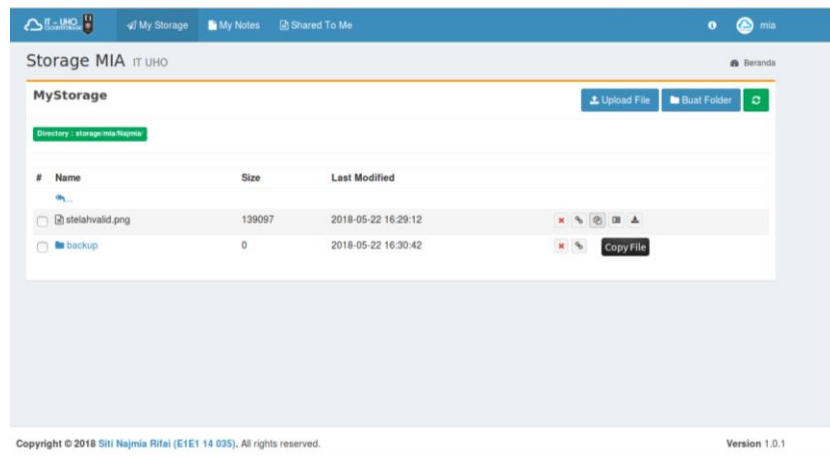 IT - UHO
My Storage My Notes Shared To Me mia
Storage MIA IT UHO Beranda
MyStorage Upload File Buat Folder
Directory : storage/mia/Najmia/
# Name Size Last Modified
...
stelahvalid.png 139097 2018-05-22 16:29:12
backup 0 2018-05-22 16:30:42 Copy File
Copyright © 2018 Siti Najmia Rifai (E1E1 14 035). All rights reserved. Version 1.0.1